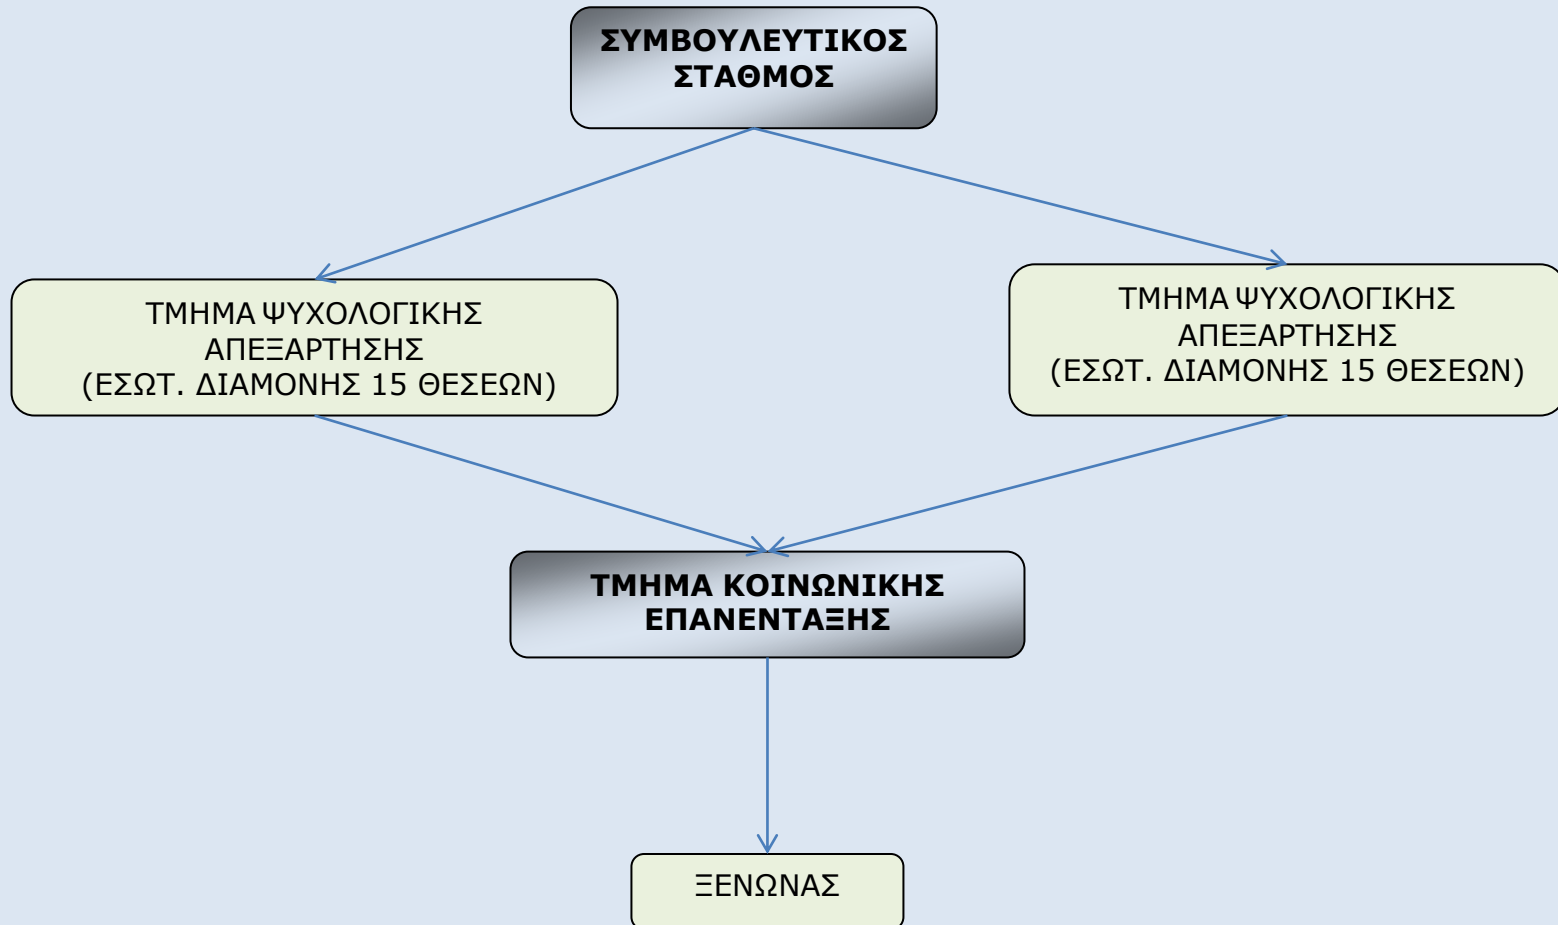 ΣΥΜΒΟΥΛΕΥΤΙΚΟΣ
ΣΤΑΘΜΟΣ
ΤΜΗΜΑ ΨΥΧΟΛΟΓΙΚΗΣ
ΑΠΕΞΑΡΤΗΣΗΣ
(ΕΣΩΤ. ΔΙΑΜΟΝΗΣ 15 ΘΕΣΕΩΝ)
ΤΜΗΜΑ ΨΥΧΟΛΟΓΙΚΗΣ
ΑΠΕΞΑΡΤΗΣΗΣ
(ΕΣΩΤ. ΔΙΑΜΟΝΗΣ 15 ΘΕΣΕΩΝ)
ΤΜΗΜΑ ΚΟΙΝΩΝΙΚΗΣ
ΕΠΑΝΕΝΤΑΞΗΣ
ΞΕΝΩΝΑΣ